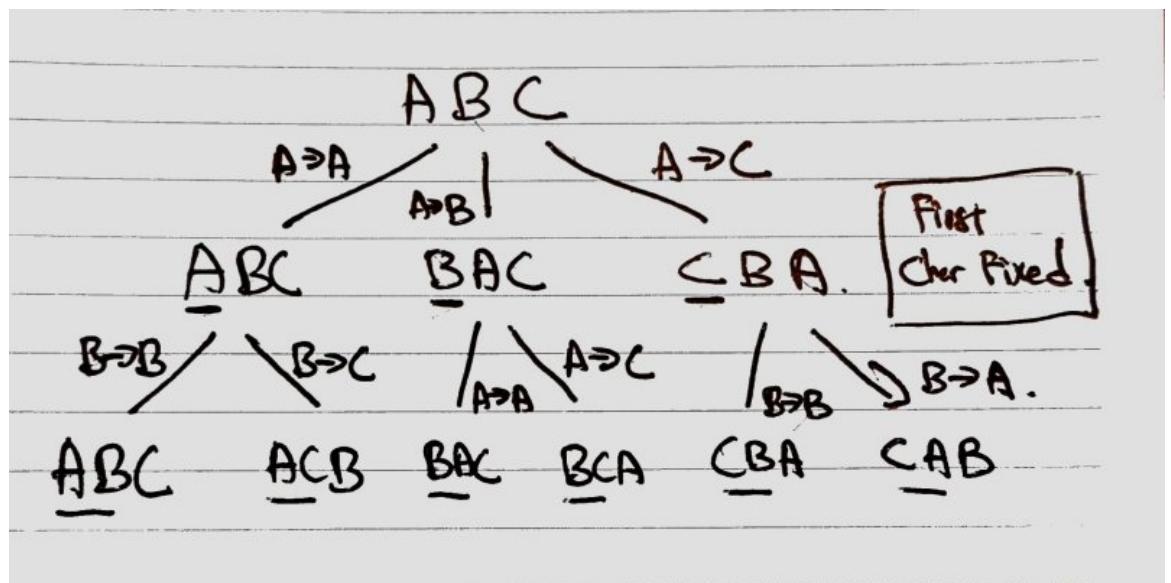 ABC
A→A
A→B
A→C
First
Char Fixed.
ABC
BAC
CBA.
B→B
B→C
A→A
A→C
B→B
B→A.
ABC
ACB
BAC
BCA
CBA
CAB